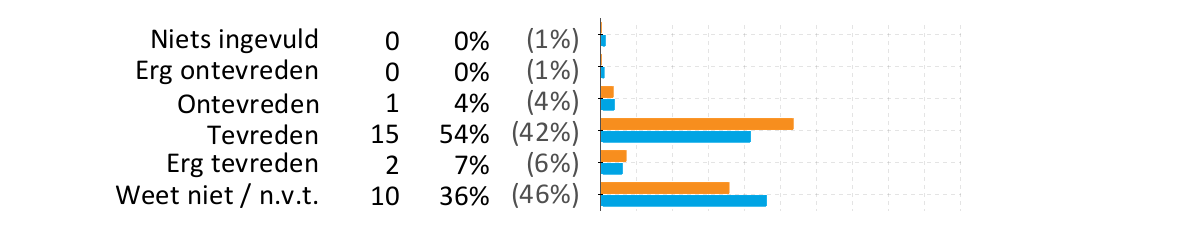 Niets ingevuld 0 0% (1%)
Erg ontevreden 0 0% (1%)
Ontevreden 1 4% (4%)
Tevreden 15 54% (42%)
Erg tevreden 2 7% (6%)
Weet niet / n.v.t. 10 36% (46%)